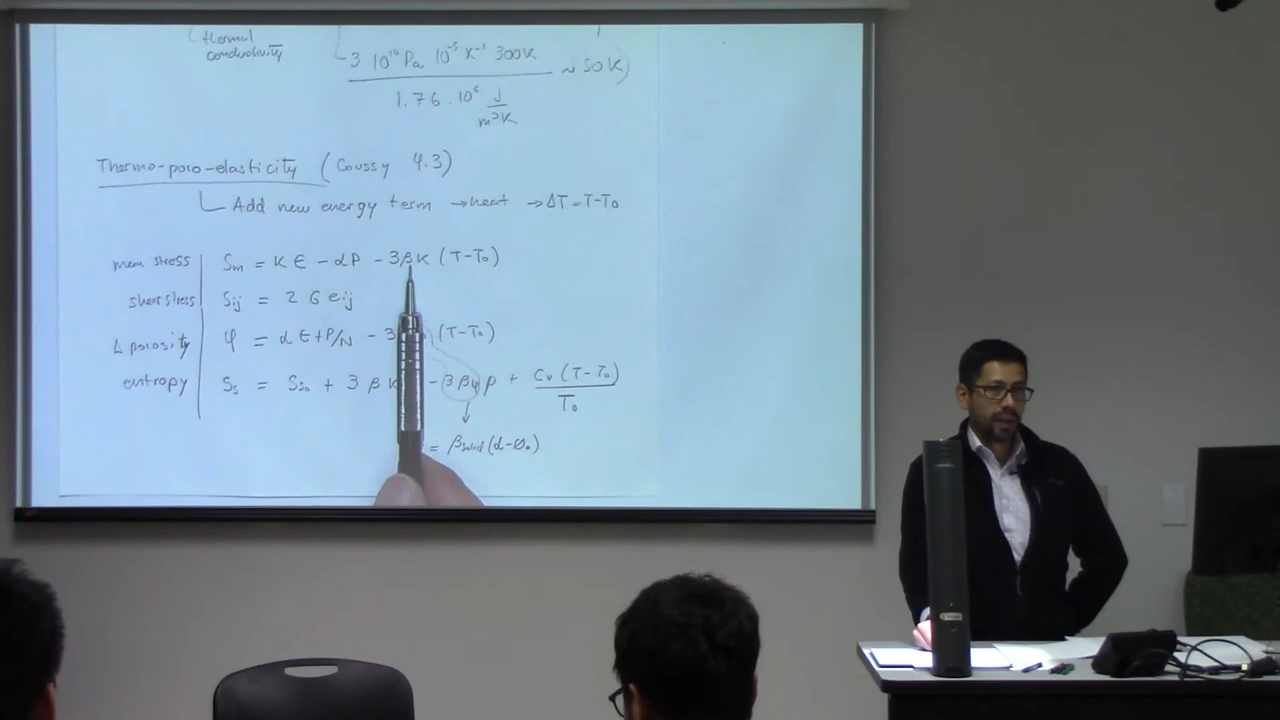 thermal
conductivity
3 10¹⁰ Pa 10⁻⁵ K⁻¹ 300K ~ 50K)
1.76 . 10⁶ J
m³K
Thermo-poro-elasticity (Coussy 4.3)
Add new energy term → heat → ΔT = T-T₀
mean stress Sm = K Є - αP - 3βK (T-T₀)
shear stress Sij = 2 G eij
Δ porosity φ = α Є + P/N - 3 (T-T₀)
entropy Ss = Ss₀ + 3 β K - 3βφ p + Cv (T-T₀)
T₀
= βsolid (α-Ø₀)